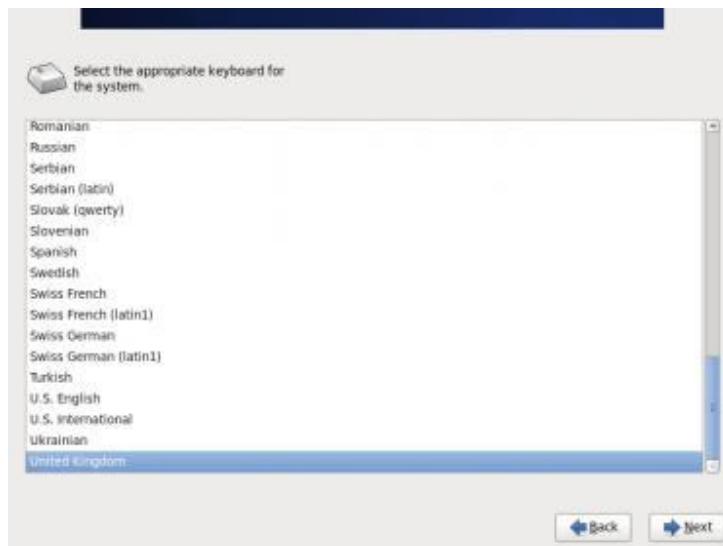 Select the appropriate keyboard for
the system.
Romanian
Russian
Serbian
Serbian (latin)
Slovak (qwerty)
Slovenian
Spanish
Swedish
Swiss French
Swiss French (latin1)
Swiss German
Swiss German (latin1)
Turkish
U.S. English
U.S. International
Ukrainian
United Kingdom
Back
Next